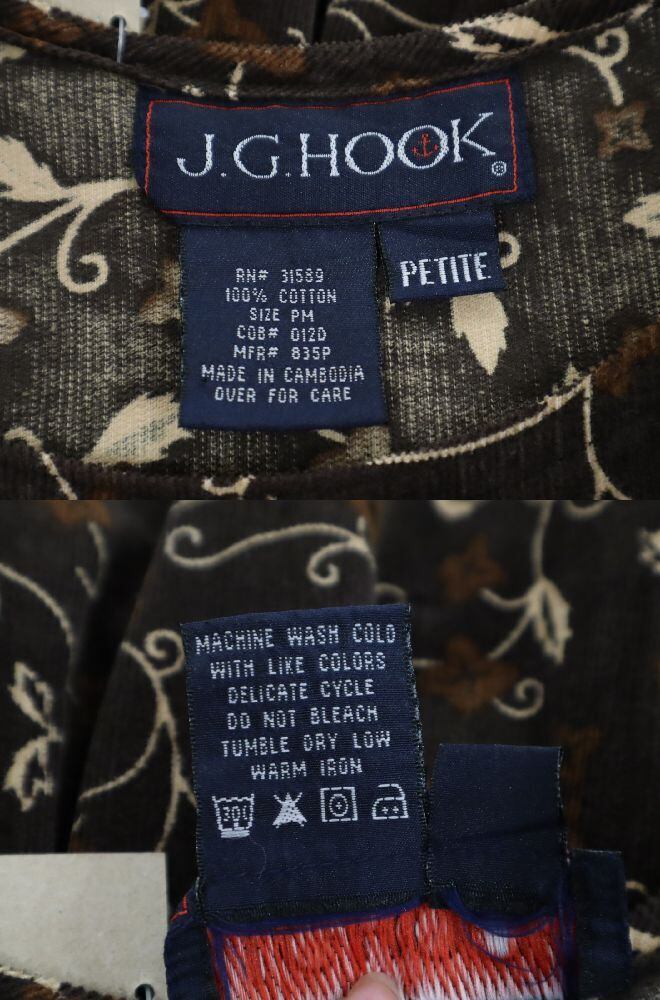 J.G.HOOK®
PETITE
RN# 31589
100% COTTON
SIZE PM
COB# 012D
MFR# 835P
MADE IN CAMBODIA
OVER FOR CARE
MACHINE WASH COLD
WITH LIKE COLORS
DELICATE CYCLE
DO NOT BLEACH
TUMBLE DRY LOW
WARM IRON